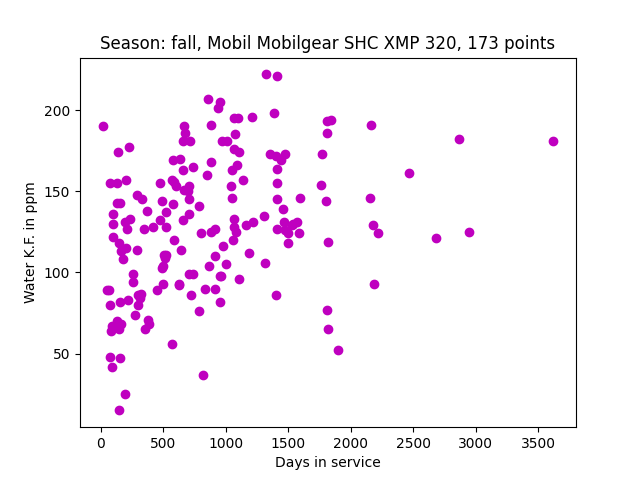 Season: fall, Mobil Mobilgear SHC XMP 320, 173 points
Water K.F. in ppm
200
150
100
50
0 500 1000 1500 2000 2500 3000 3500
Days in service